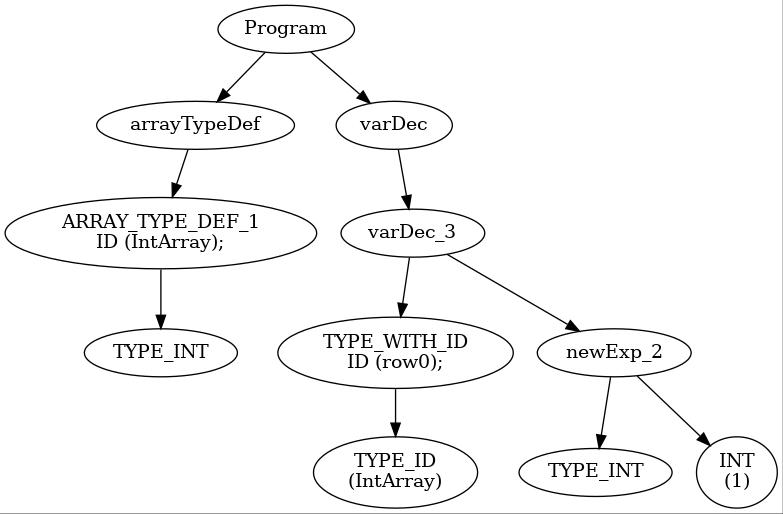 Program
arrayTypeDef
varDec
ARRAY_TYPE_DEF_1
ID (IntArray);
varDec_3
TYPE_INT
TYPE_WITH_ID
ID (row0);
newExp_2
TYPE_ID
(IntArray)
TYPE_INT
INT
(1)